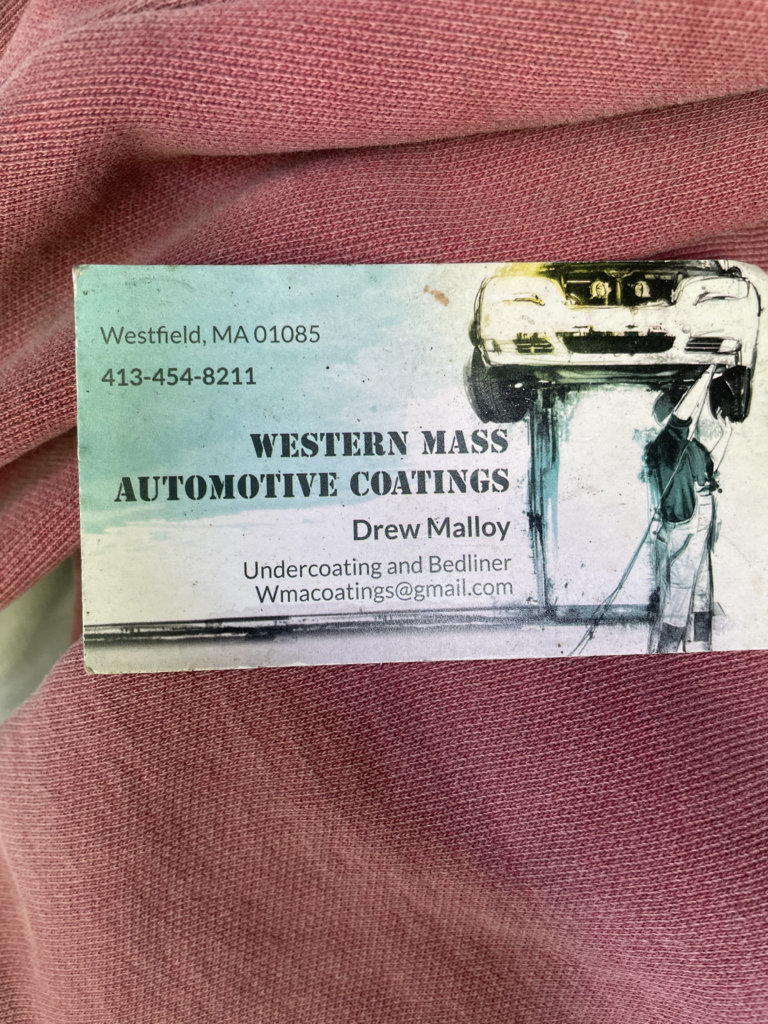 Westfield, MA 01085
413-454-8211
WESTERN MASS
AUTOMOTIVE COATINGS
Drew Malloy
Undercoating and Bedliner
Wmacoatings@gmail.com